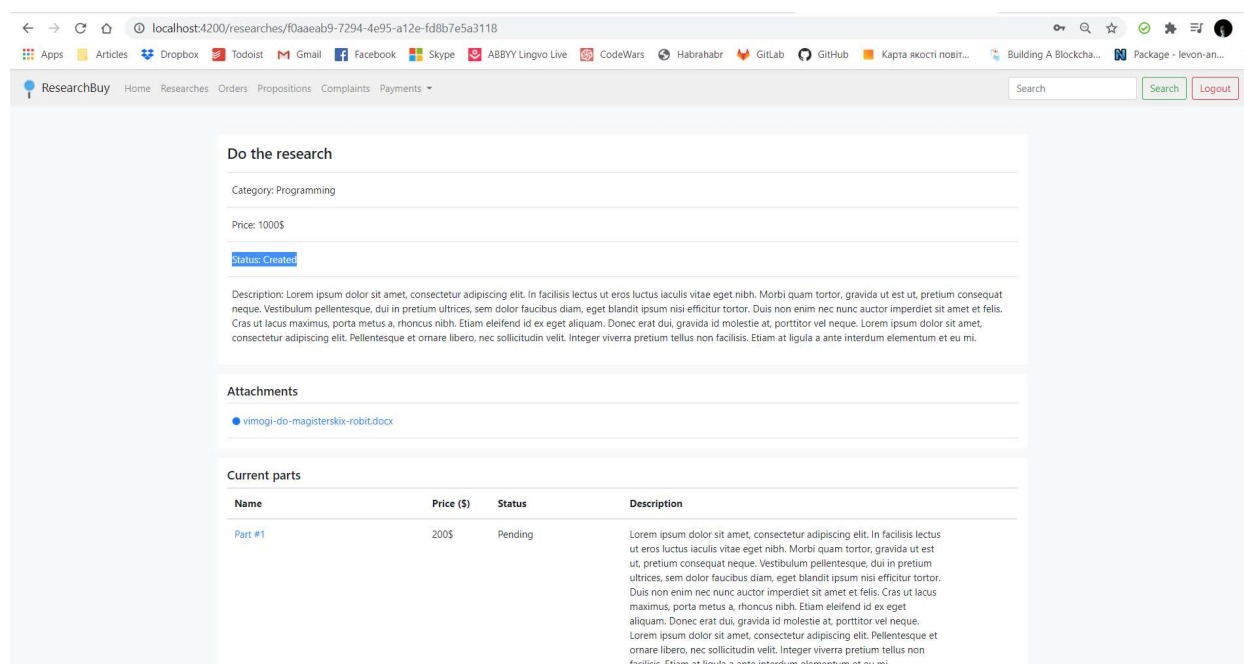 localhost:4200/researches/f0aaeab9-7294-4e95-a12e-fd8b7e5a3118
Apps Articles Dropbox Todoist Gmail Facebook Skype ABBYY Lingvo Live CodeWars Habrahabr GitLab GitHub Карта якості повіт... Building A Blockcha... Package - levon-an...
ResearchBuy Home Researches Orders Propositions Complaints Payments Search Search Logout
Do the research
Category: Programming
Price: 1000$
Status: Created
Description: Lorem ipsum dolor sit amet, consectetur adipiscing elit. In facilisis lectus ut eros luctus iaculis vitae eget nibh. Morbi quam tortor, gravida ut est ut, pretium consequat
neque. Vestibulum pellentesque, dui in pretium ultrices, sem dolor faucibus diam, eget blandit ipsum nisi efficitur tortor. Duis non enim nec nunc auctor imperdiet sit amet et felis.
Cras ut lacus maximus, porta metus a, rhoncus nibh. Etiam eleifend id ex eget aliquam. Donec erat dui, gravida id molestie at, porttitor vel neque. Lorem ipsum dolor sit amet,
consectetur adipiscing elit. Pellentesque et ornare libero, nec sollicitudin velit. Integer viverra pretium tellus non facilisis. Etiam at ligula a ante interdum elementum et eu mi.
Attachments
vimogi-do-magisterskix-robit.docx
Current parts
Name Price ($) Status Description
Part #1 200$ Pending Lorem ipsum dolor sit amet, consectetur adipiscing elit. In facilisis lectus
ut eros luctus iaculis vitae eget nibh. Morbi quam tortor, gravida ut est
ut, pretium consequat neque. Vestibulum pellentesque, dui in pretium
ultrices, sem dolor faucibus diam, eget blandit ipsum nisi efficitur tortor.
Duis non enim nec nunc auctor imperdiet sit amet et felis. Cras ut lacus
maximus, porta metus a, rhoncus nibh. Etiam eleifend id ex eget
aliquam. Donec erat dui, gravida id molestie at, porttitor vel neque.
Lorem ipsum dolor sit amet, consectetur adipiscing elit. Pellentesque et
ornare libero, nec sollicitudin velit. Integer viverra pretium tellus non
facilisis. Etiam at ligula a ante interdum elementum et eu mi.